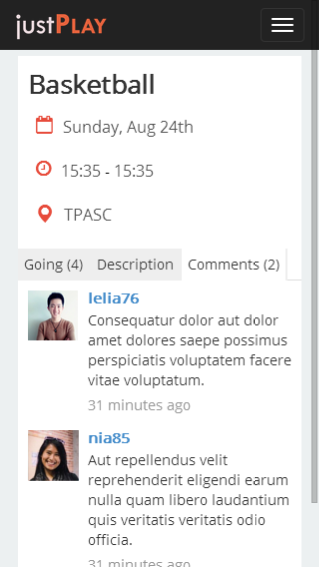 justPLAY
Basketball
Sunday, Aug 24th
15:35 - 15:35
TPASC
Going (4) Description Comments (2)
lelia76
Consequatur dolor aut dolor
amet dolores saepe possimus
perspiciatis voluptatem facere
vitae voluptatum.
31 minutes ago
nia85
Aut repellendus velit
reprehenderit eligendi earum
nulla quam libero laudantium
quis veritatis veritatis odio
officia.
31 minutes ago